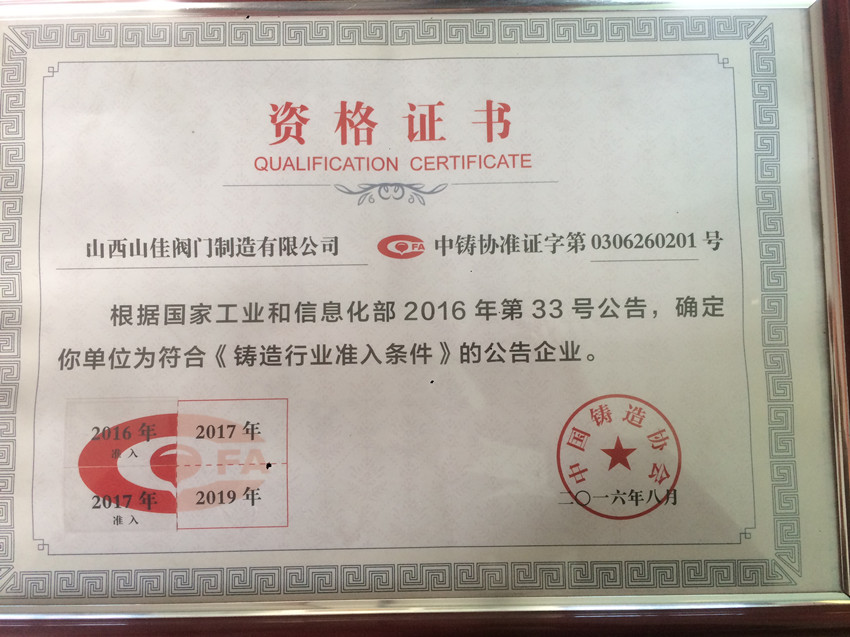 资格证书
QUALIFICATION CERTIFICATE
山西山佳阀门制造有限公司 CFA 中铸协准证字第 0306260201 号
根据国家工业和信息化部 2016 年第 33 号公告，确定
你单位为符合《铸造行业准入条件》的公告企业。
2016 年 2017 年
准入
FA
2017 年 2019 年
准入
中国铸造协会
二〇一六年八月